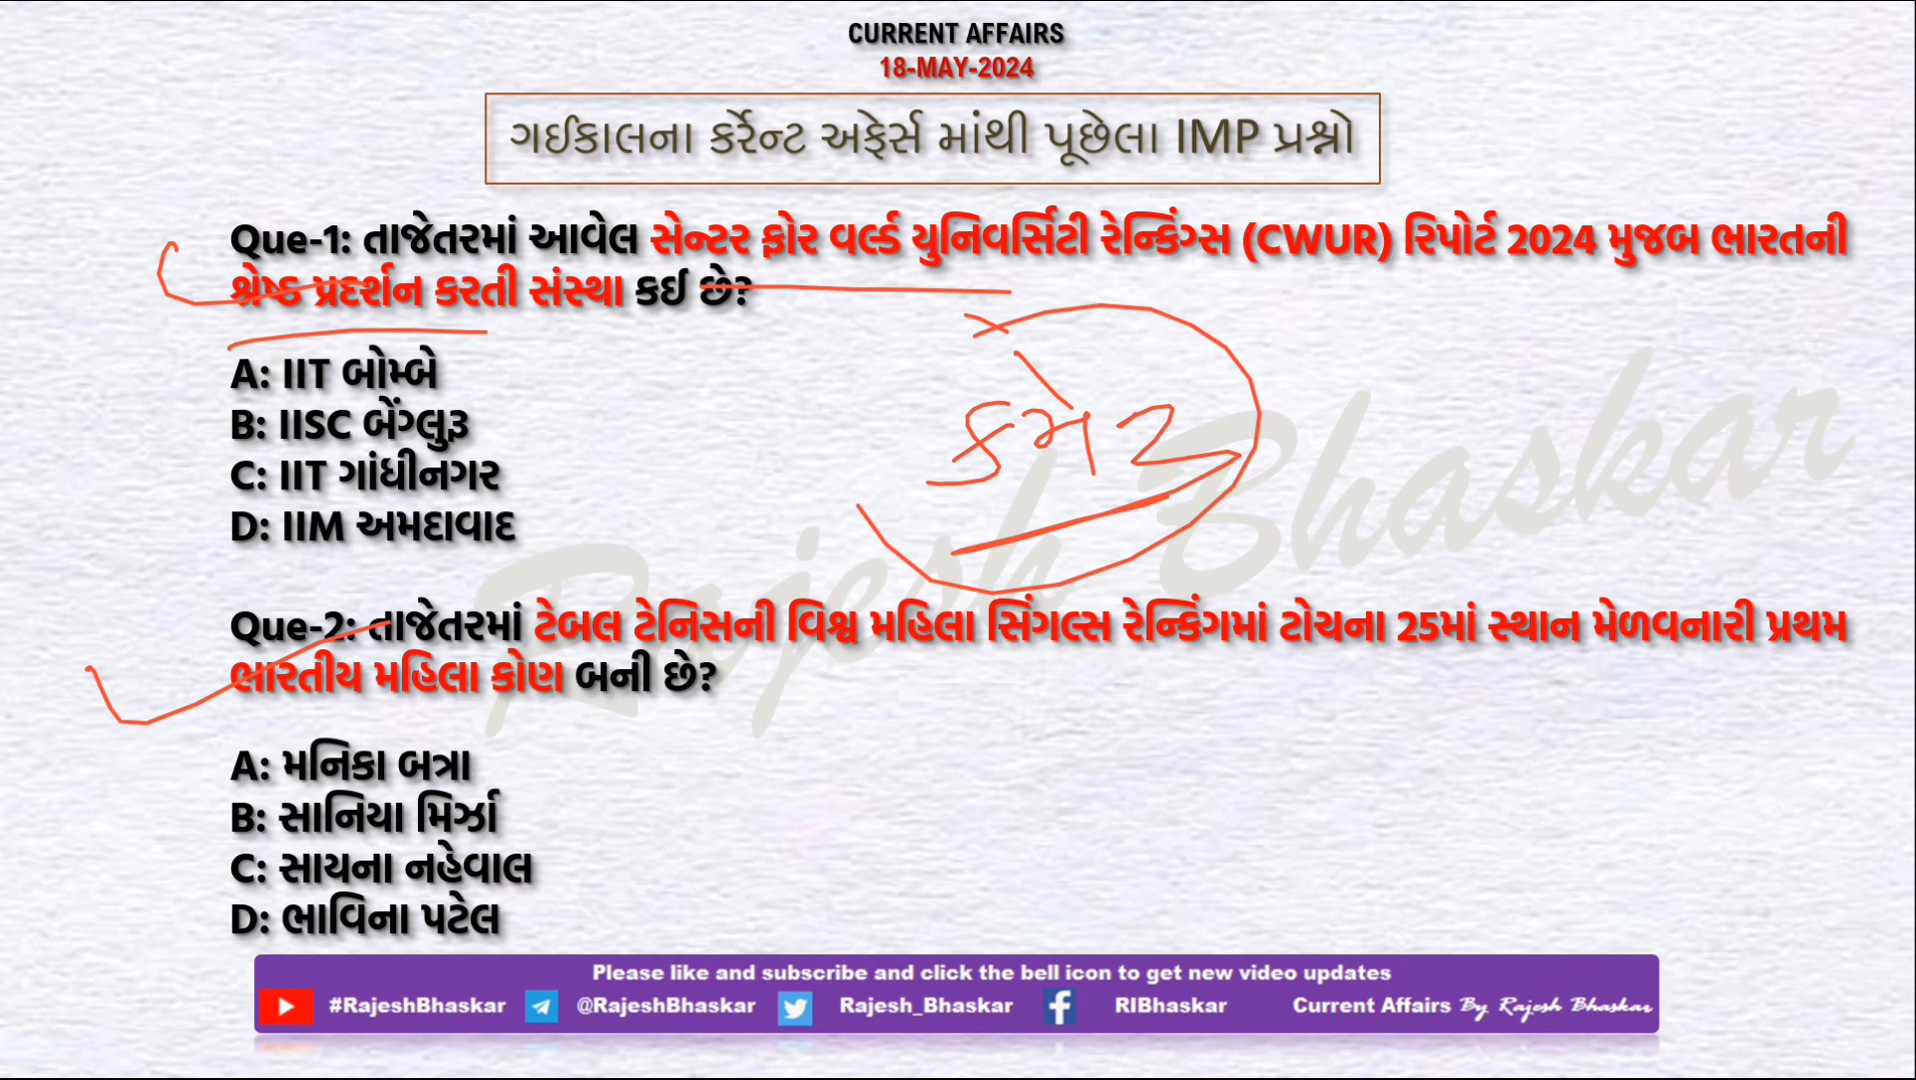 CURRENT AFFAIRS
18-MAY-2024
ગઈકાલના કર્રેન્ટ અફેર્સ માંથી પૂછેલા IMP પ્રશ્નો
Que-1: તાજેતરમાં આવેલ સેન્ટર ફોર વર્લ્ડ યુનિવર્સિટી રેન્કિંગ્સ (CWUR) રિપોર્ટ 2024 મુજબ ભારતની
શ્રેષ્ઠ પ્રદર્શન કરતી સંસ્થા કઈ છે?
A: IIT બોમ્બે
B: IISC બેંગ્લુરૂ
C: IIT ગાંધીનગર
D: IIM અમદાવાદ
Que-2: તાજેતરમાં ટેબલ ટેનિસની વિશ્વ મહિલા સિંગલ્સ રેન્કિંગમાં ટોચના 25માં સ્થાન મેળવનારી પ્રથમ
ભારતીય મહિલા કોણ બની છે?
A: મનિકા બત્રા
B: સાનિયા મિર્ઝા
C: સાયના નહેવાલ
D: ભાવિના પટેલ
Rajesh Bhaskar
Please like and subscribe and click the bell icon to get new video updates
#RajeshBhaskar @RajeshBhaskar Rajesh_Bhaskar RIBhaskar Current Affairs By Rajesh Bhaskar